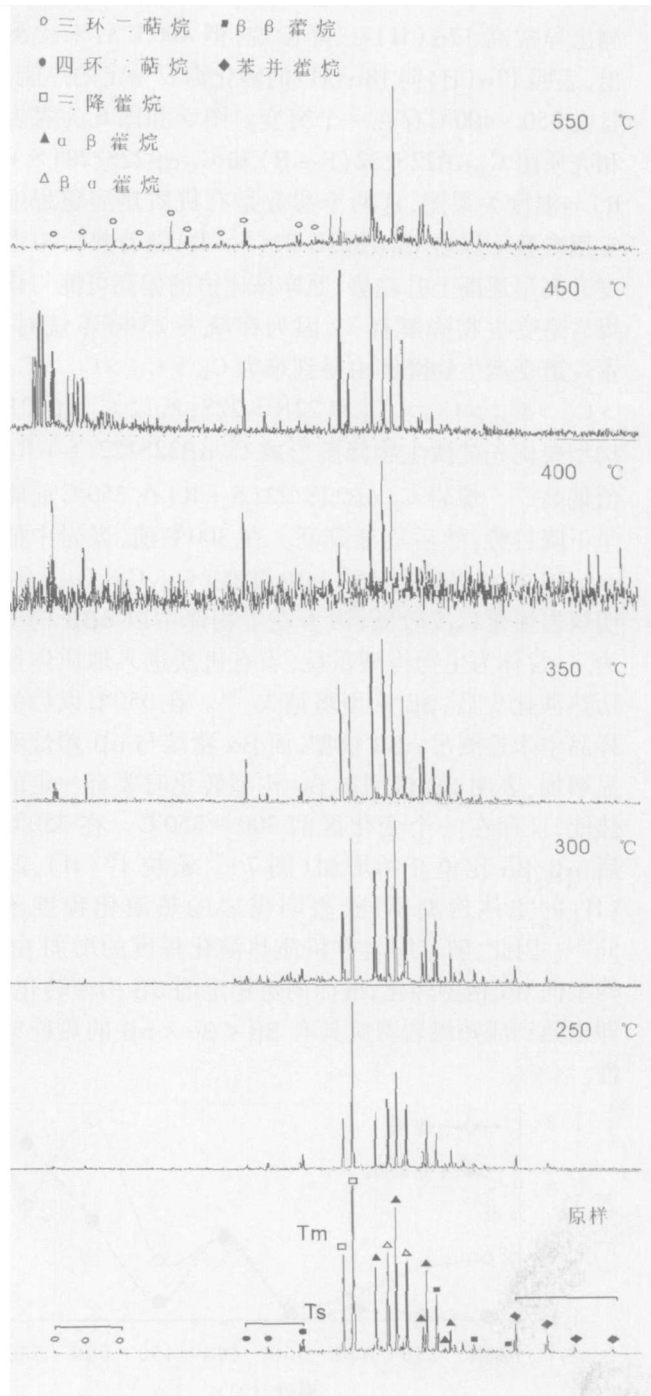 三环二萜烷 ββ藿烷
四环二萜烷 苯并藿烷
三降藿烷
αβ藿烷
βα藿烷
550 ℃
450 ℃
400 ℃
350 ℃
300 ℃
250 ℃
原样
Tm
Ts